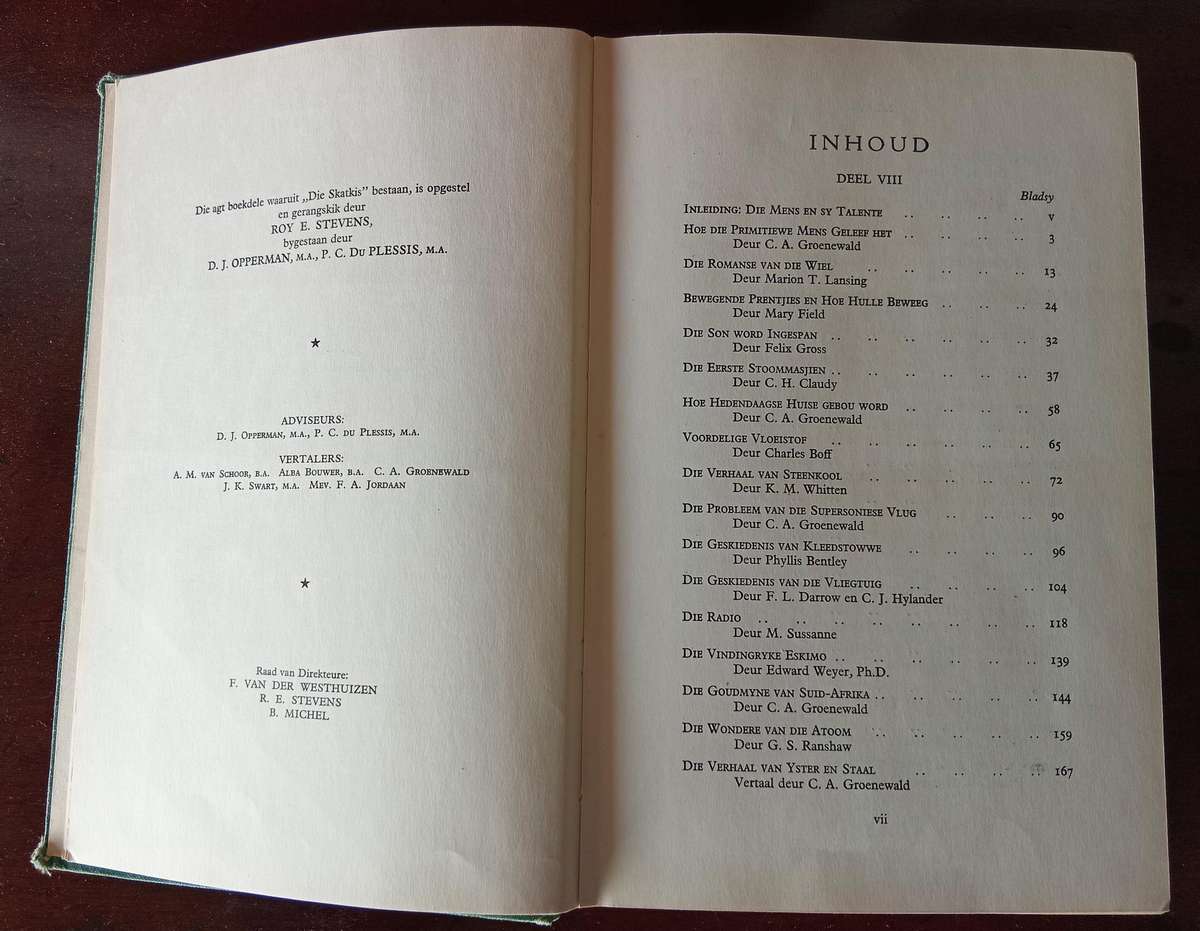 Die agt boekdele waaruit „Die Skatkis” bestaan, is opgestel
en gerangskik deur
ROY E. STEVENS,
bygestaan deur
D. J. OPPERMAN, M.A., P. C. DU PLESSIS, M.A.
★
ADVISEURS:
D. J. OPPERMAN, M.A., P. C. DU PLESSIS, M.A.
VERTALERS:
A. M. VAN SCHOOR, B.A. ALBA BOUWER, B.A. C. A. GROENEWALD
J. K. SWART, M.A. MEV. F. A. JORDAAN
★
Raad van Direkteure:
F. VAN DER WESTHUIZEN
R. E. STEVENS
B. MICHEL
INHOUD
DEEL VIII
Bladsy
INLEIDING: DIE MENS EN SY TALENTE .. .. .. .. v
HOE DIE PRIMITIEWE MENS GELEEF HET .. .. .. .. 3
Deur C. A. Groenewald
DIE ROMANSE VAN DIE WIEL .. .. .. .. .. 13
Deur Marion T. Lansing
BEWEGENDE PRENTJIES EN HOE HULLE BEWEEG .. .. .. 24
Deur Mary Field
DIE SON WORD INGESPAN .. .. .. .. .. .. 32
Deur Felix Gross
DIE EERSTE STOOMMASJIEN .. .. .. .. .. .. 37
Deur C. H. Claudy
HOE HEDENDAAGSE HUISE GEBOU WORD .. .. .. .. 58
Deur C. A. Groenewald
VOORDELIGE VLOEISTOF .. .. .. .. .. .. 65
Deur Charles Boff
DIE VERHAAL VAN STEENKOOL .. .. .. .. .. 72
Deur K. M. Whitten
DIE PROBLEEM VAN DIE SUPERSONIESE VLUG .. .. .. 90
Deur C. A. Groenewald
DIE GESKIEDENIS VAN KLEEDSTOWWE .. .. .. .. 96
Deur Phyllis Bentley
DIE GESKIEDENIS VAN DIE VLIEGTUIG .. .. .. .. 104
Deur F. L. Darrow en C. J. Hylander
DIE RADIO .. .. .. .. .. .. .. .. 118
Deur M. Sussanne
DIE VINDINGRYKE ESKIMO .. .. .. .. .. .. 139
Deur Edward Weyer, Ph.D.
DIE GOUDMYNE VAN SUID-AFRIKA .. .. .. .. .. 144
Deur C. A. Groenewald
DIE WONDERE VAN DIE ATOOM .. .. .. .. .. 159
Deur G. S. Ranshaw
DIE VERHAAL VAN YSTER EN STAAL .. .. .. .. 167
Vertaal deur C. A. Groenewald
vii